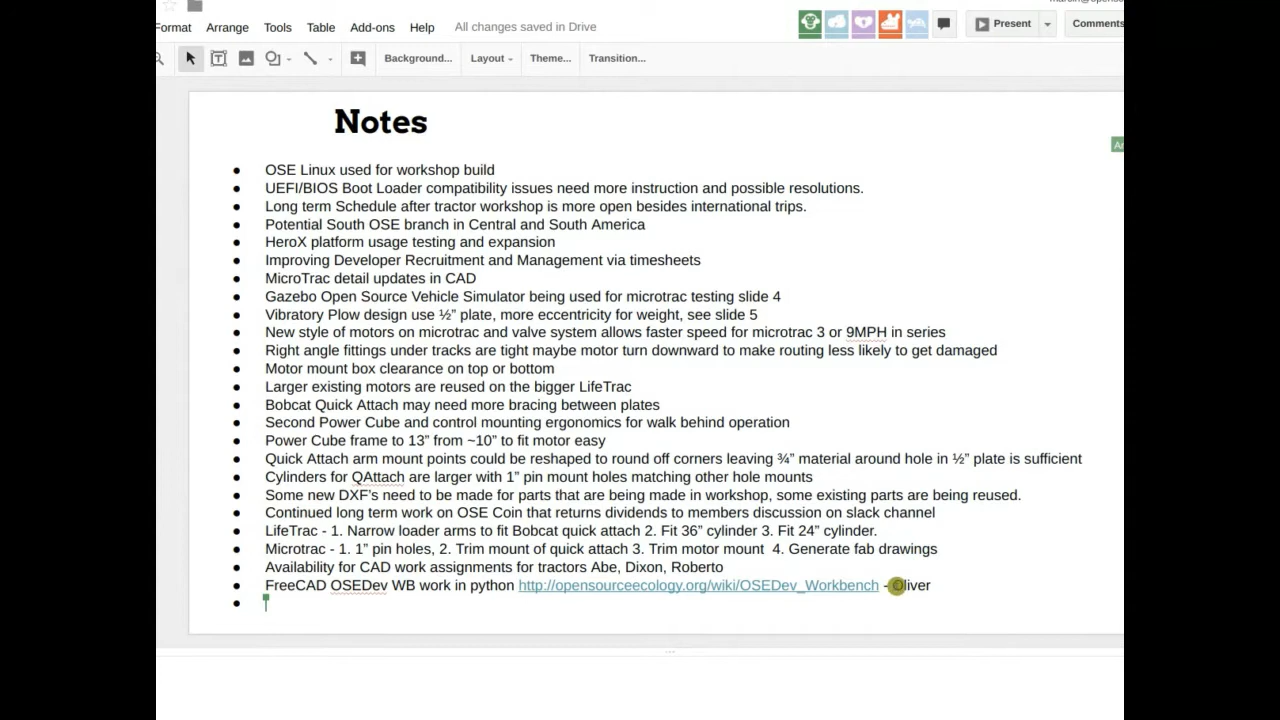 Format Arrange Tools Table Add-ons Help All changes saved in Drive Present Comments
Background... Layout Theme... Transition...
Notes
● OSE Linux used for workshop build
● UEFI/BIOS Boot Loader compatibility issues need more instruction and possible resolutions.
● Long term Schedule after tractor workshop is more open besides international trips.
● Potential South OSE branch in Central and South America
● HeroX platform usage testing and expansion
● Improving Developer Recruitment and Management via timesheets
● MicroTrac detail updates in CAD
● Gazebo Open Source Vehicle Simulator being used for microtrac testing slide 4
● Vibratory Plow design use ½” plate, more eccentricity for weight, see slide 5
● New style of motors on microtrac and valve system allows faster speed for microtrac 3 or 9MPH in series
● Right angle fittings under tracks are tight maybe motor turn downward to make routing less likely to get damaged
● Motor mount box clearance on top or bottom
● Larger existing motors are reused on the bigger LifeTrac
● Bobcat Quick Attach may need more bracing between plates
● Second Power Cube and control mounting ergonomics for walk behind operation
● Power Cube frame to 13” from ~10” to fit motor easy
● Quick Attach arm mount points could be reshaped to round off corners leaving ¾” material around hole in ½” plate is sufficient
● Cylinders for QAttach are larger with 1” pin mount holes matching other hole mounts
● Some new DXF’s need to be made for parts that are being made in workshop, some existing parts are being reused.
● Continued long term work on OSE Coin that returns dividends to members discussion on slack channel
● LifeTrac - 1. Narrow loader arms to fit Bobcat quick attach 2. Fit 36” cylinder 3. Fit 24” cylinder.
● Microtrac - 1. 1” pin holes, 2. Trim mount of quick attach 3. Trim motor mount 4. Generate fab drawings
● Availability for CAD work assignments for tractors Abe, Dixon, Roberto
● FreeCAD OSEDev WB work in python http://opensourceecology.org/wiki/OSEDev_Workbench - Oliver
●